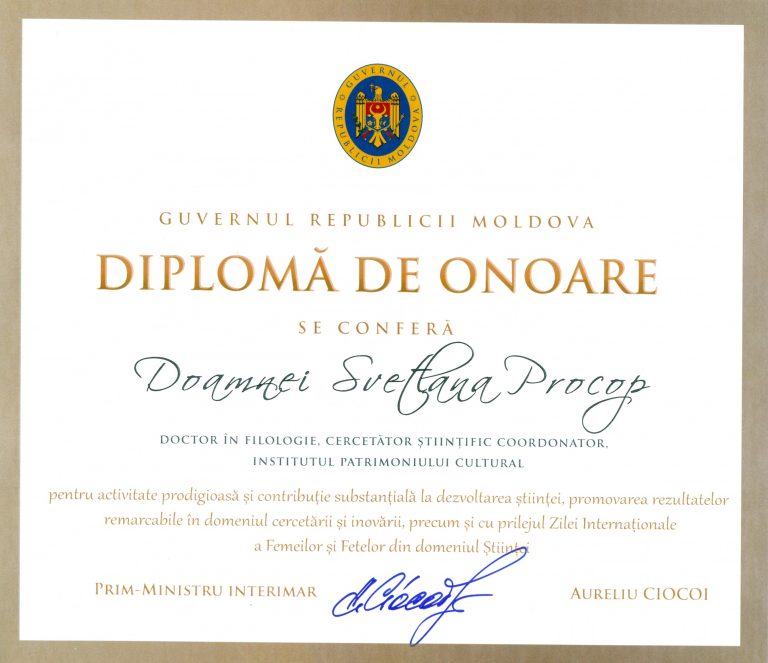 GUVERNUL REPUBLICII MOLDOVA
GUVERNUL REPUBLICII MOLDOVA
DIPLOMĂ DE ONOARE
SE CONFERĂ
Doamnei Svetlana Procop
DOCTOR ÎN FILOLOGIE, CERCETĂTOR ȘTIINȚIFIC COORDONATOR,
INSTITUTUL PATRIMONIULUI CULTURAL
pentru activitate prodigioasă și contribuție substanțială la dezvoltarea științei, promovarea rezultatelor
remarcabile în domeniul cercetării și inovării, precum și cu prilejul Zilei Internaționale
a Femeilor și Fetelor din domeniul Științei
PRIM-MINISTRU INTERIMAR A. Ciocoi AURELIU CIOCOI